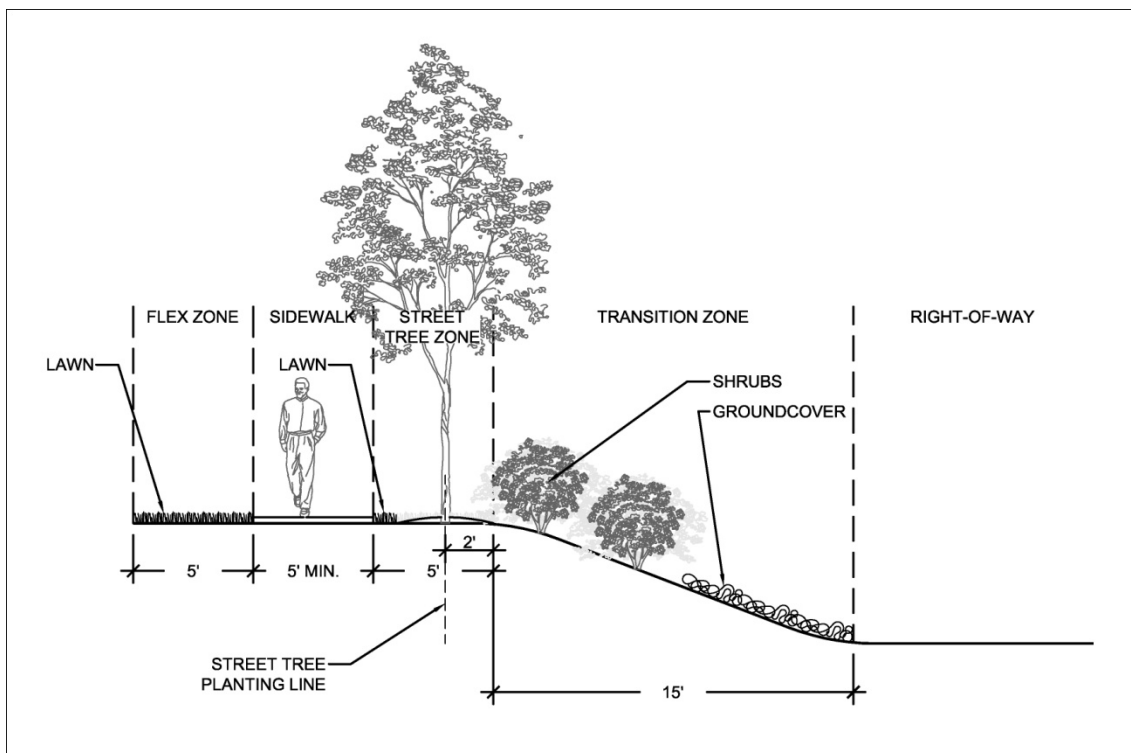 FLEX ZONE
SIDEWALK
STREET
TREE ZONE
TRANSITION ZONE
RIGHT-OF-WAY
LAWN
LAWN
SHRUBS
GROUNDCOVER
2'
5'
5' MIN.
5'
STREET TREE
PLANTING LINE
15'